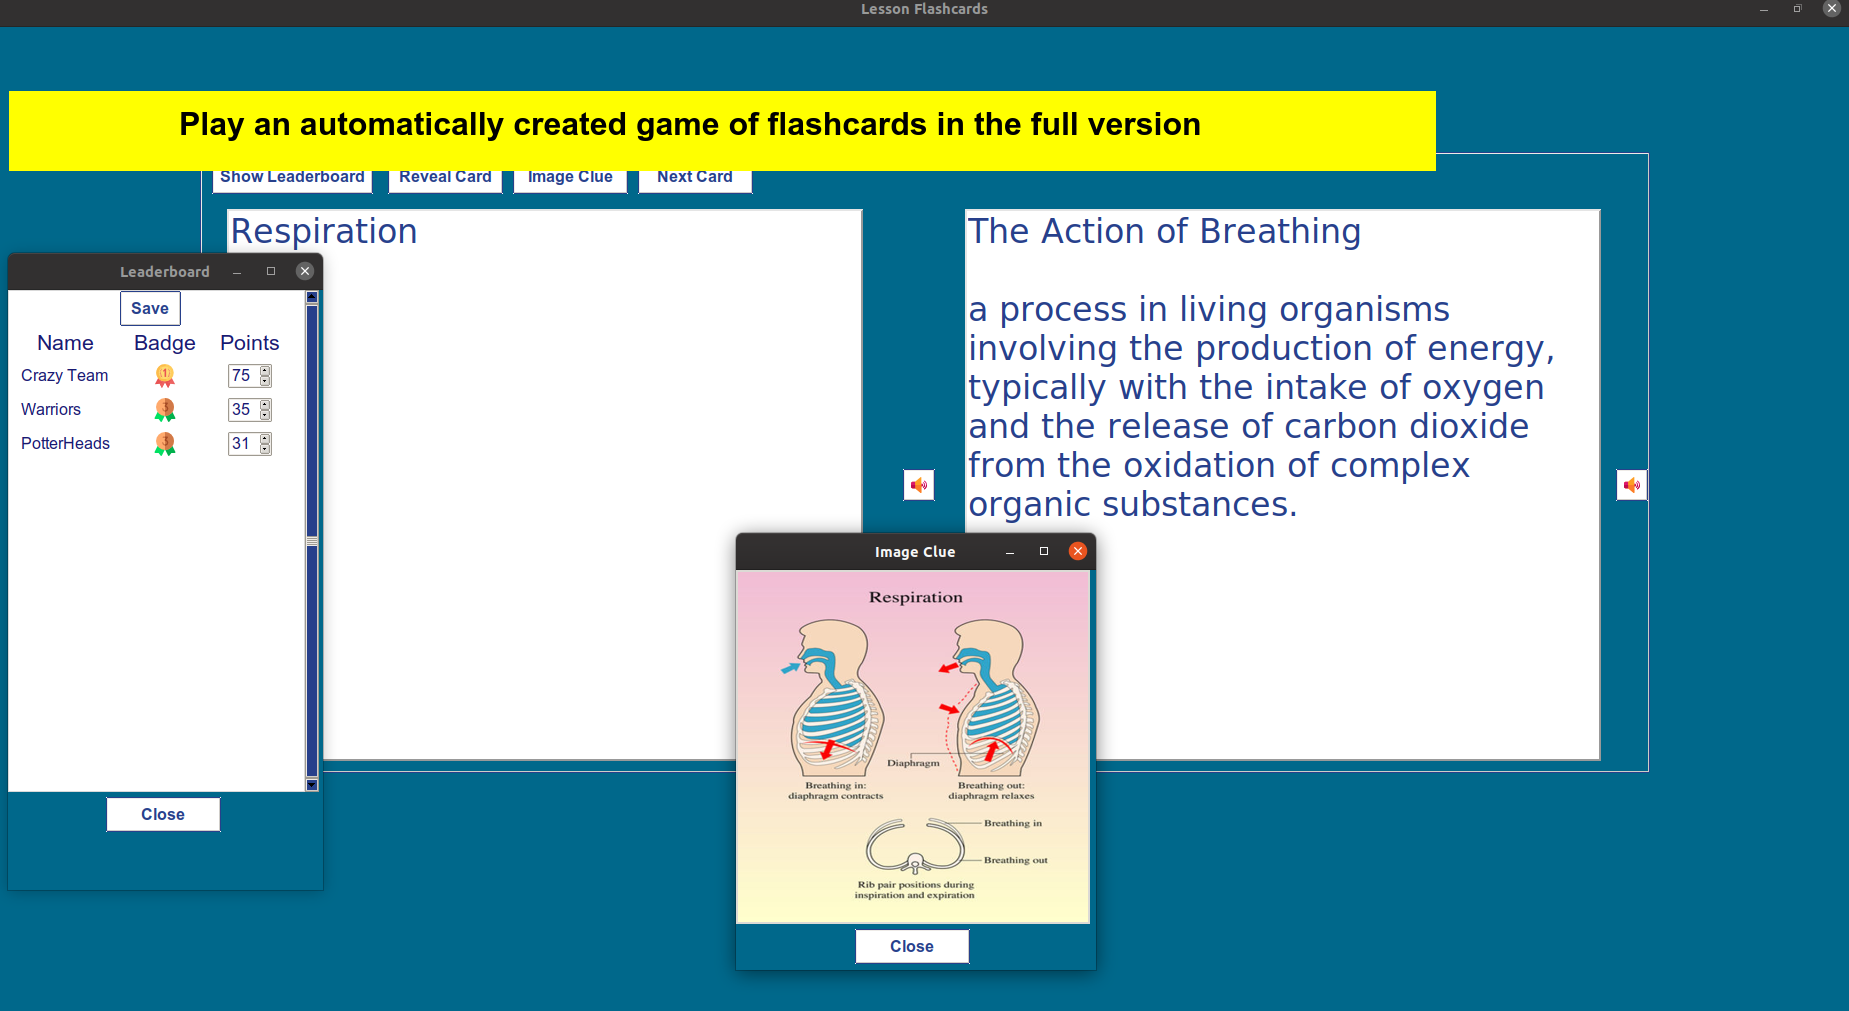 Lesson Flashcards
Play an automatically created game of flashcards in the full version
Show Leaderboard
Reveal Card
Image Clue
Next Card
Respiration
The Action of Breathing
a process in living organisms
involving the production of energy,
typically with the intake of oxygen
and the release of carbon dioxide
from the oxidation of complex
organic substances.
Leaderboard
Save
Name Badge Points
Crazy Team 1 75
Warriors 3 35
PotterHeads 3 31
Close
Image Clue
Respiration
Diaphragm
Breathing in:
diaphragm contracts
Breathing out:
diaphragm relaxes
Breathing in
Breathing out
Rib pair positions during
inspiration and expiration
Close